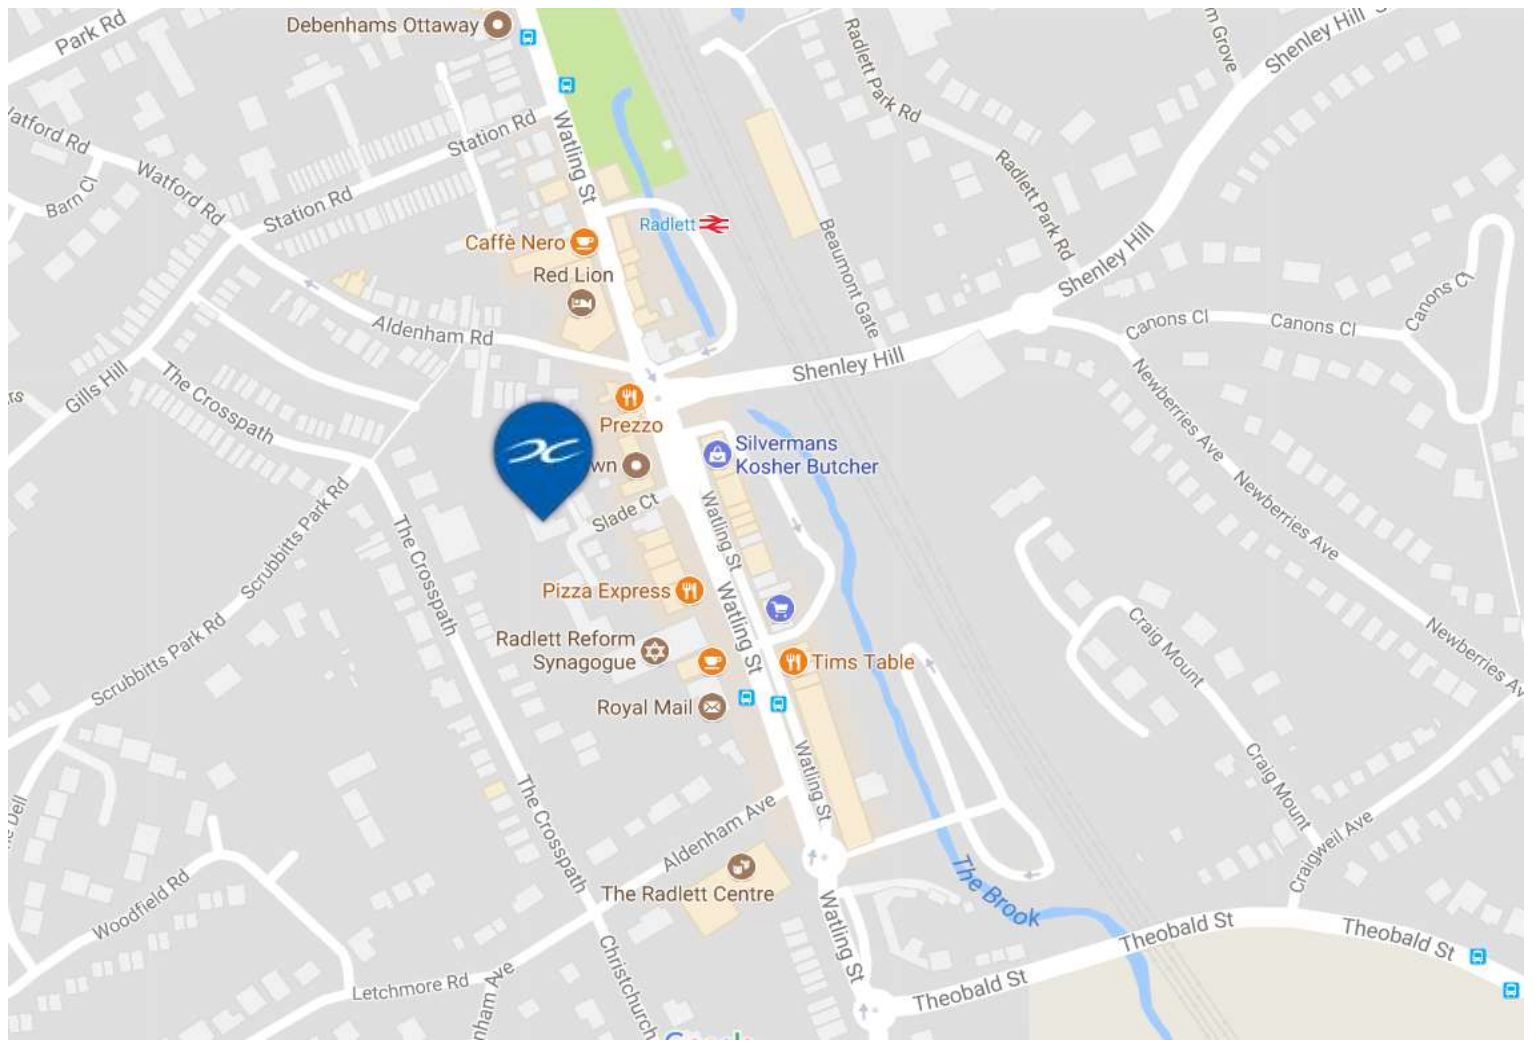 Debenhams Ottaway
Park Rd
Shenley Hill
Radlett Park Rd
Grove
Watling St
Station Rd
Watford Rd
Barn Cl
Station Rd
Radlett Park Rd
Caffè Nero
Radlett
Beaumont Gate
Shenley Hill
Red Lion
Aldenham Rd
Canons Cl
Canons Cl
Canons Cl
Shenley Hill
Gills Hill
The Crosspath
Prezzo
Newberries Ave
Silvermans
Kosher Butcher
wn
Slade Ct
Watling St
Newberries Ave
Scrubbitts Park Rd
The Crosspath
Pizza Express
Watling St
Radlett Reform
Synagogue
Tims Table
Craig Mount
Newberries Av
Scrubbitts Park Rd
Royal Mail
Watling St
Craig Mount
The Crosspath
Aldenham Ave
Craigweil Ave
Dell
The Radlett Centre
The Brook
Woodfield Rd
Watling St
Theobald St
Theobald St
Christchurch
Letchmore Rd
nham Ave
Theobald St